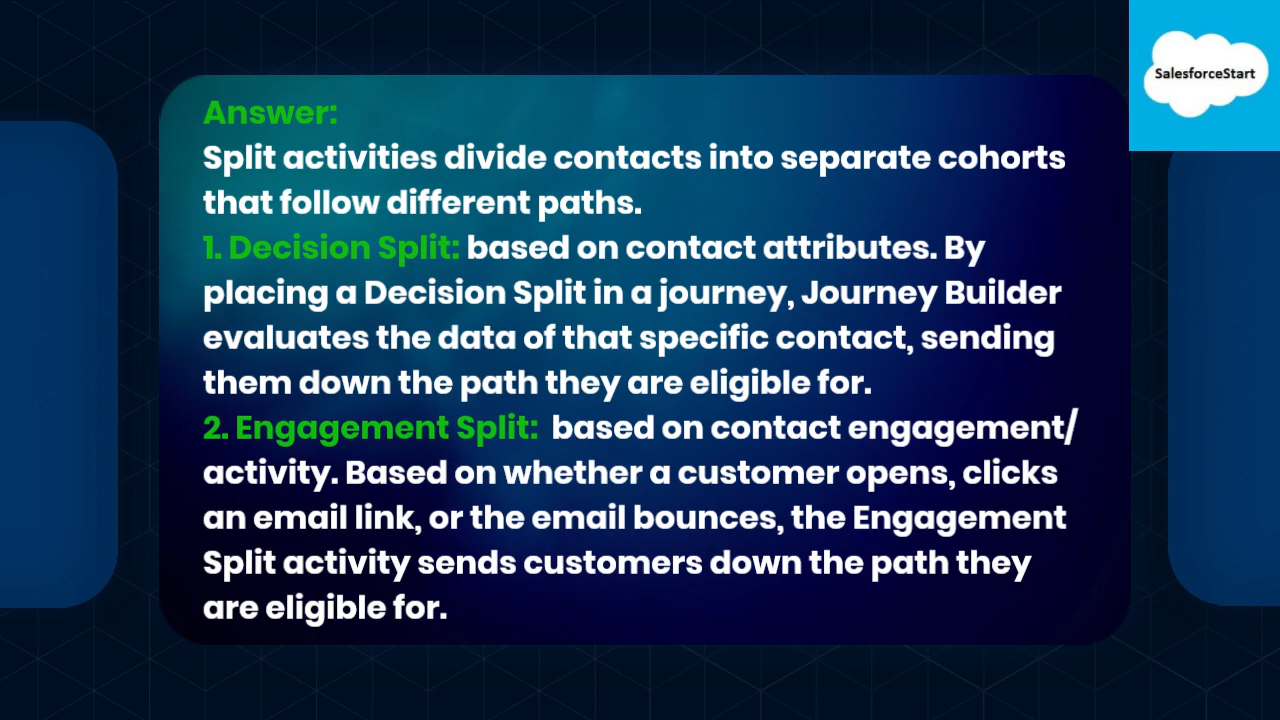 SalesforceStart
Answer:
Split activities divide contacts into separate cohorts
that follow different paths.
1. Decision Split: based on contact attributes. By
placing a Decision Split in a journey, Journey Builder
evaluates the data of that specific contact, sending
them down the path they are eligible for.
2. Engagement Split: based on contact engagement/
activity. Based on whether a customer opens, clicks
an email link, or the email bounces, the Engagement
Split activity sends customers down the path they
are eligible for.